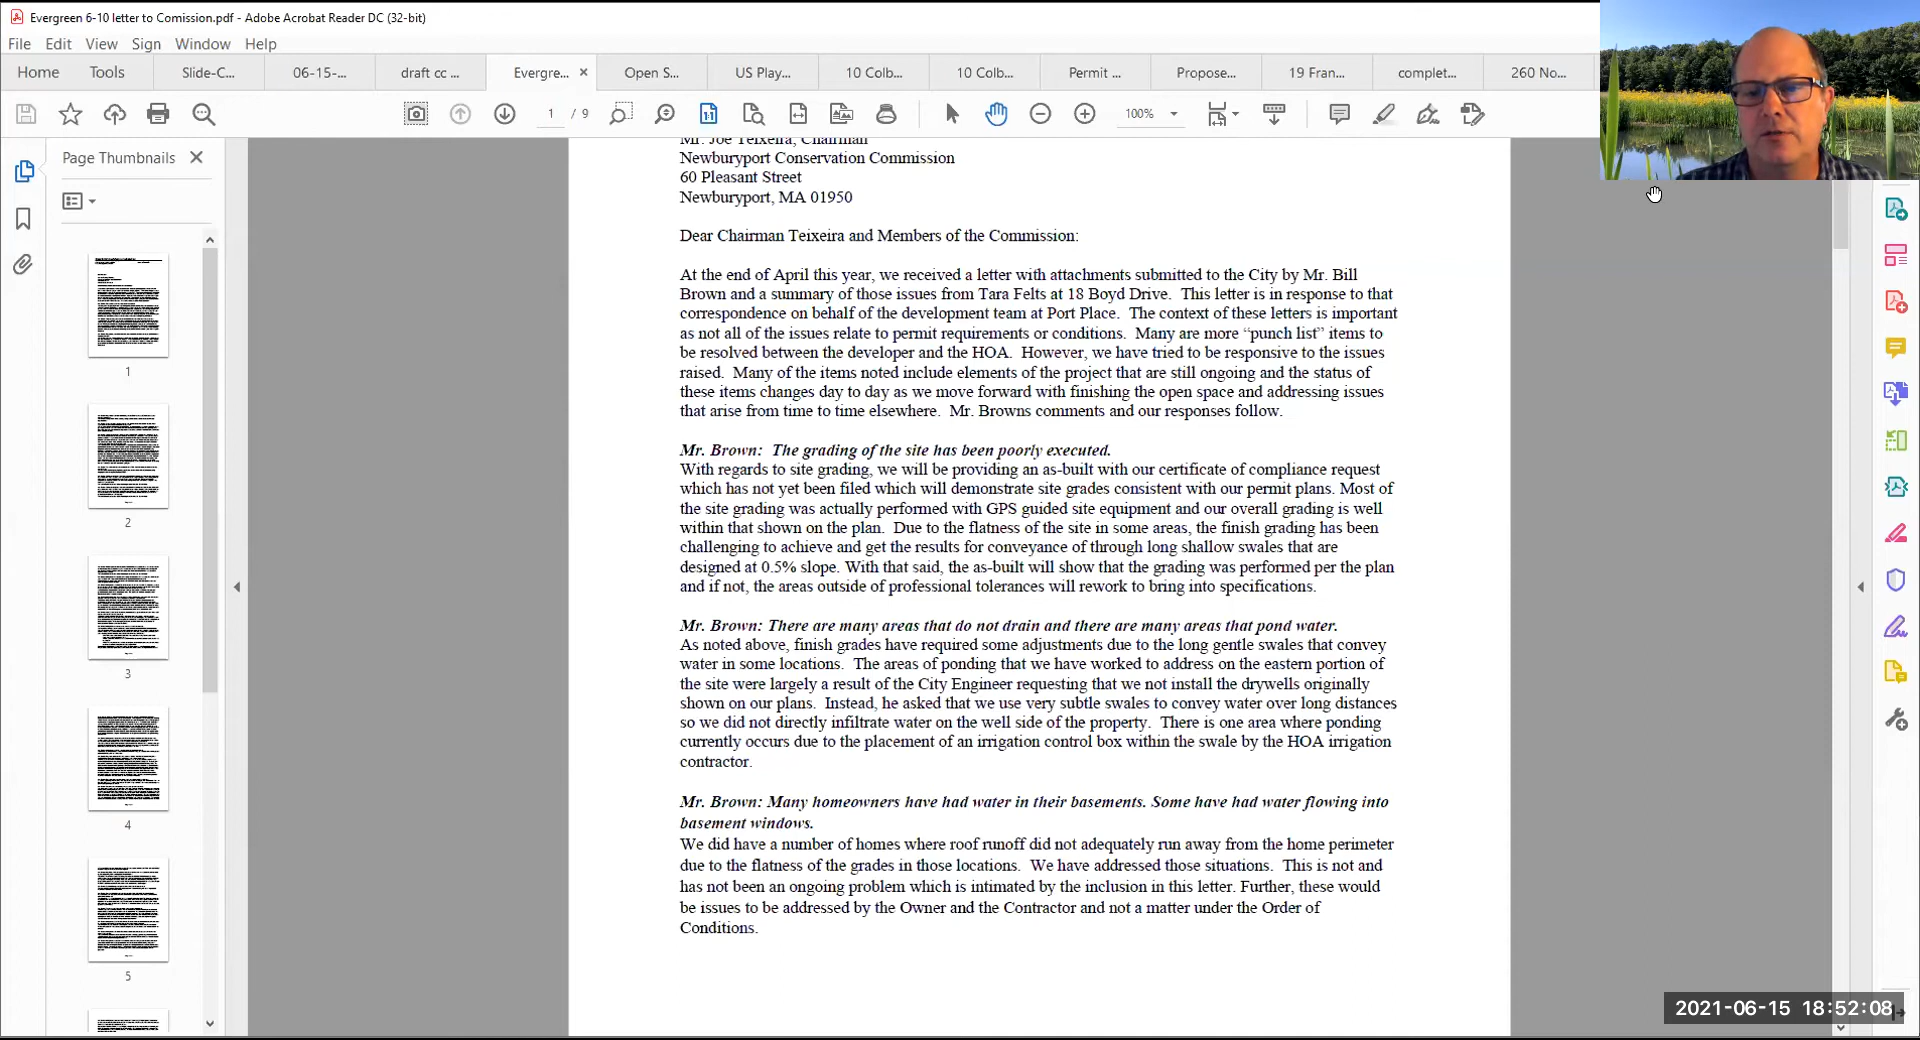 Evergreen 6-10 letter to Comission.pdf - Adobe Acrobat Reader DC (32-bit)
File Edit View Sign Window Help
Home Tools Slide-C... 06-15-... draft cc ... Evergre... × Open S... US Play... 10 Colb... 10 Colb... Permit ... Propose... 19 Fran... complet... 260 No...
1 / 9 100%
Page Thumbnails
1
2
3
4
5
Mr. Joe Teixeira, Chairman
Newburyport Conservation Commission
60 Pleasant Street
Newburyport, MA 01950
Dear Chairman Teixeira and Members of the Commission:
At the end of April this year, we received a letter with attachments submitted to the City by Mr. Bill
Brown and a summary of those issues from Tara Felts at 18 Boyd Drive. This letter is in response to that
correspondence on behalf of the development team at Port Place. The context of these letters is important
as not all of the issues relate to permit requirements or conditions. Many are more “punch list” items to
be resolved between the developer and the HOA. However, we have tried to be responsive to the issues
raised. Many of the items noted include elements of the project that are still ongoing and the status of
these items changes day to day as we move forward with finishing the open space and addressing issues
that arise from time to time elsewhere. Mr. Browns comments and our responses follow.
Mr. Brown: The grading of the site has been poorly executed.
With regards to site grading, we will be providing an as-built with our certificate of compliance request
which has not yet been filed which will demonstrate site grades consistent with our permit plans. Most of
the site grading was actually performed with GPS guided site equipment and our overall grading is well
within that shown on the plan. Due to the flatness of the site in some areas, the finish grading has been
challenging to achieve and get the results for conveyance of through long shallow swales that are
designed at 0.5% slope. With that said, the as-built will show that the grading was performed per the plan
and if not, the areas outside of professional tolerances will rework to bring into specifications.
Mr. Brown: There are many areas that do not drain and there are many areas that pond water.
As noted above, finish grades have required some adjustments due to the long gentle swales that convey
water in some locations. The areas of ponding that we have worked to address on the eastern portion of
the site were largely a result of the City Engineer requesting that we not install the drywells originally
shown on our plans. Instead, he asked that we use very subtle swales to convey water over long distances
so we did not directly infiltrate water on the well side of the property. There is one area where ponding
currently occurs due to the placement of an irrigation control box within the swale by the HOA irrigation
contractor.
Mr. Brown: Many homeowners have had water in their basements. Some have had water flowing into
basement windows.
We did have a number of homes where roof runoff did not adequately run away from the home perimeter
due to the flatness of the grades in those locations. We have addressed those situations. This is not and
has not been an ongoing problem which is intimated by the inclusion in this letter. Further, these would
be issues to be addressed by the Owner and the Contractor and not a matter under the Order of
Conditions.
2021-06-15 18:52:08